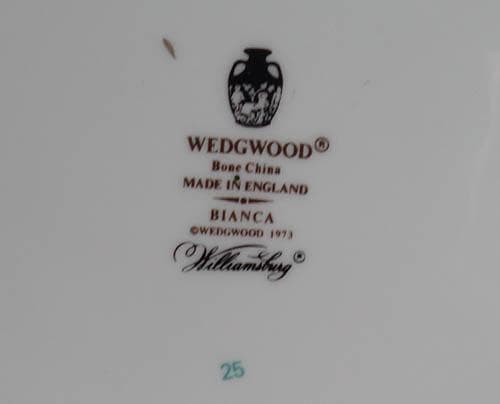 WEDGWOOD®
Bone China
MADE IN ENGLAND
BIANCA
©WEDGWOOD 1973
Williamsburg®
25